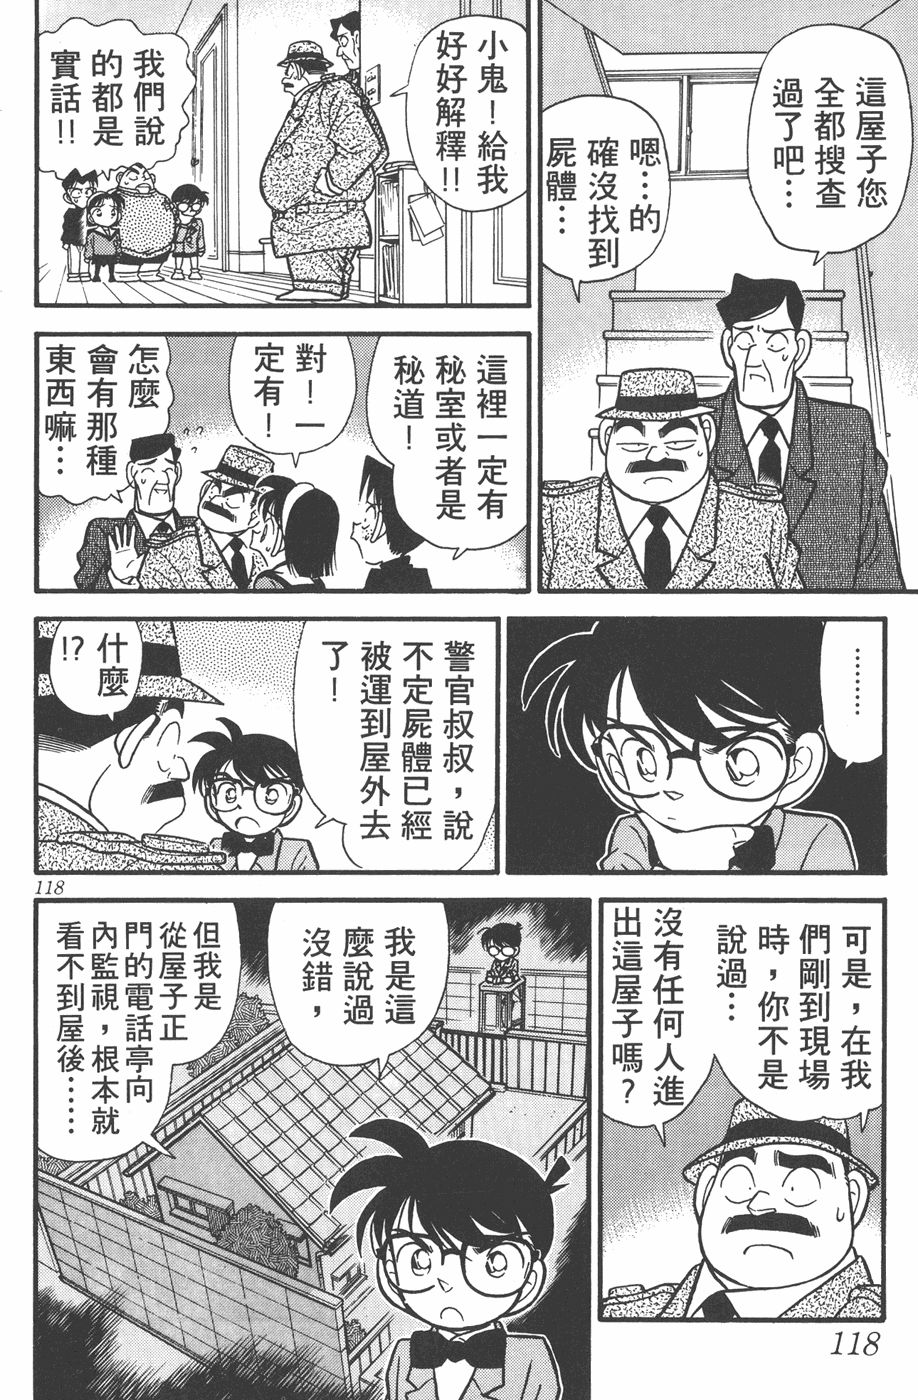 這屋子您
全都搜查
過了吧…
嗯…的
確沒找到
屍體…
小鬼！給我
好好解釋!!
我們說
的都是
實話!!
這裡一定有
秘室或者是
秘道！
對！一
定有！
怎麼
會有那種
東西嘛…
………
警官叔叔，說
不定屍體已經
被運到屋外去
了！
什麼
!?
可是，在我
們剛到現場
時，你不是
說過…
沒有任何人進
出這屋子嗎？
我是這
麼說過
沒錯，
但我是
從屋子正
門的電話亭向
內監視，根本就
看不到屋後……
118
118